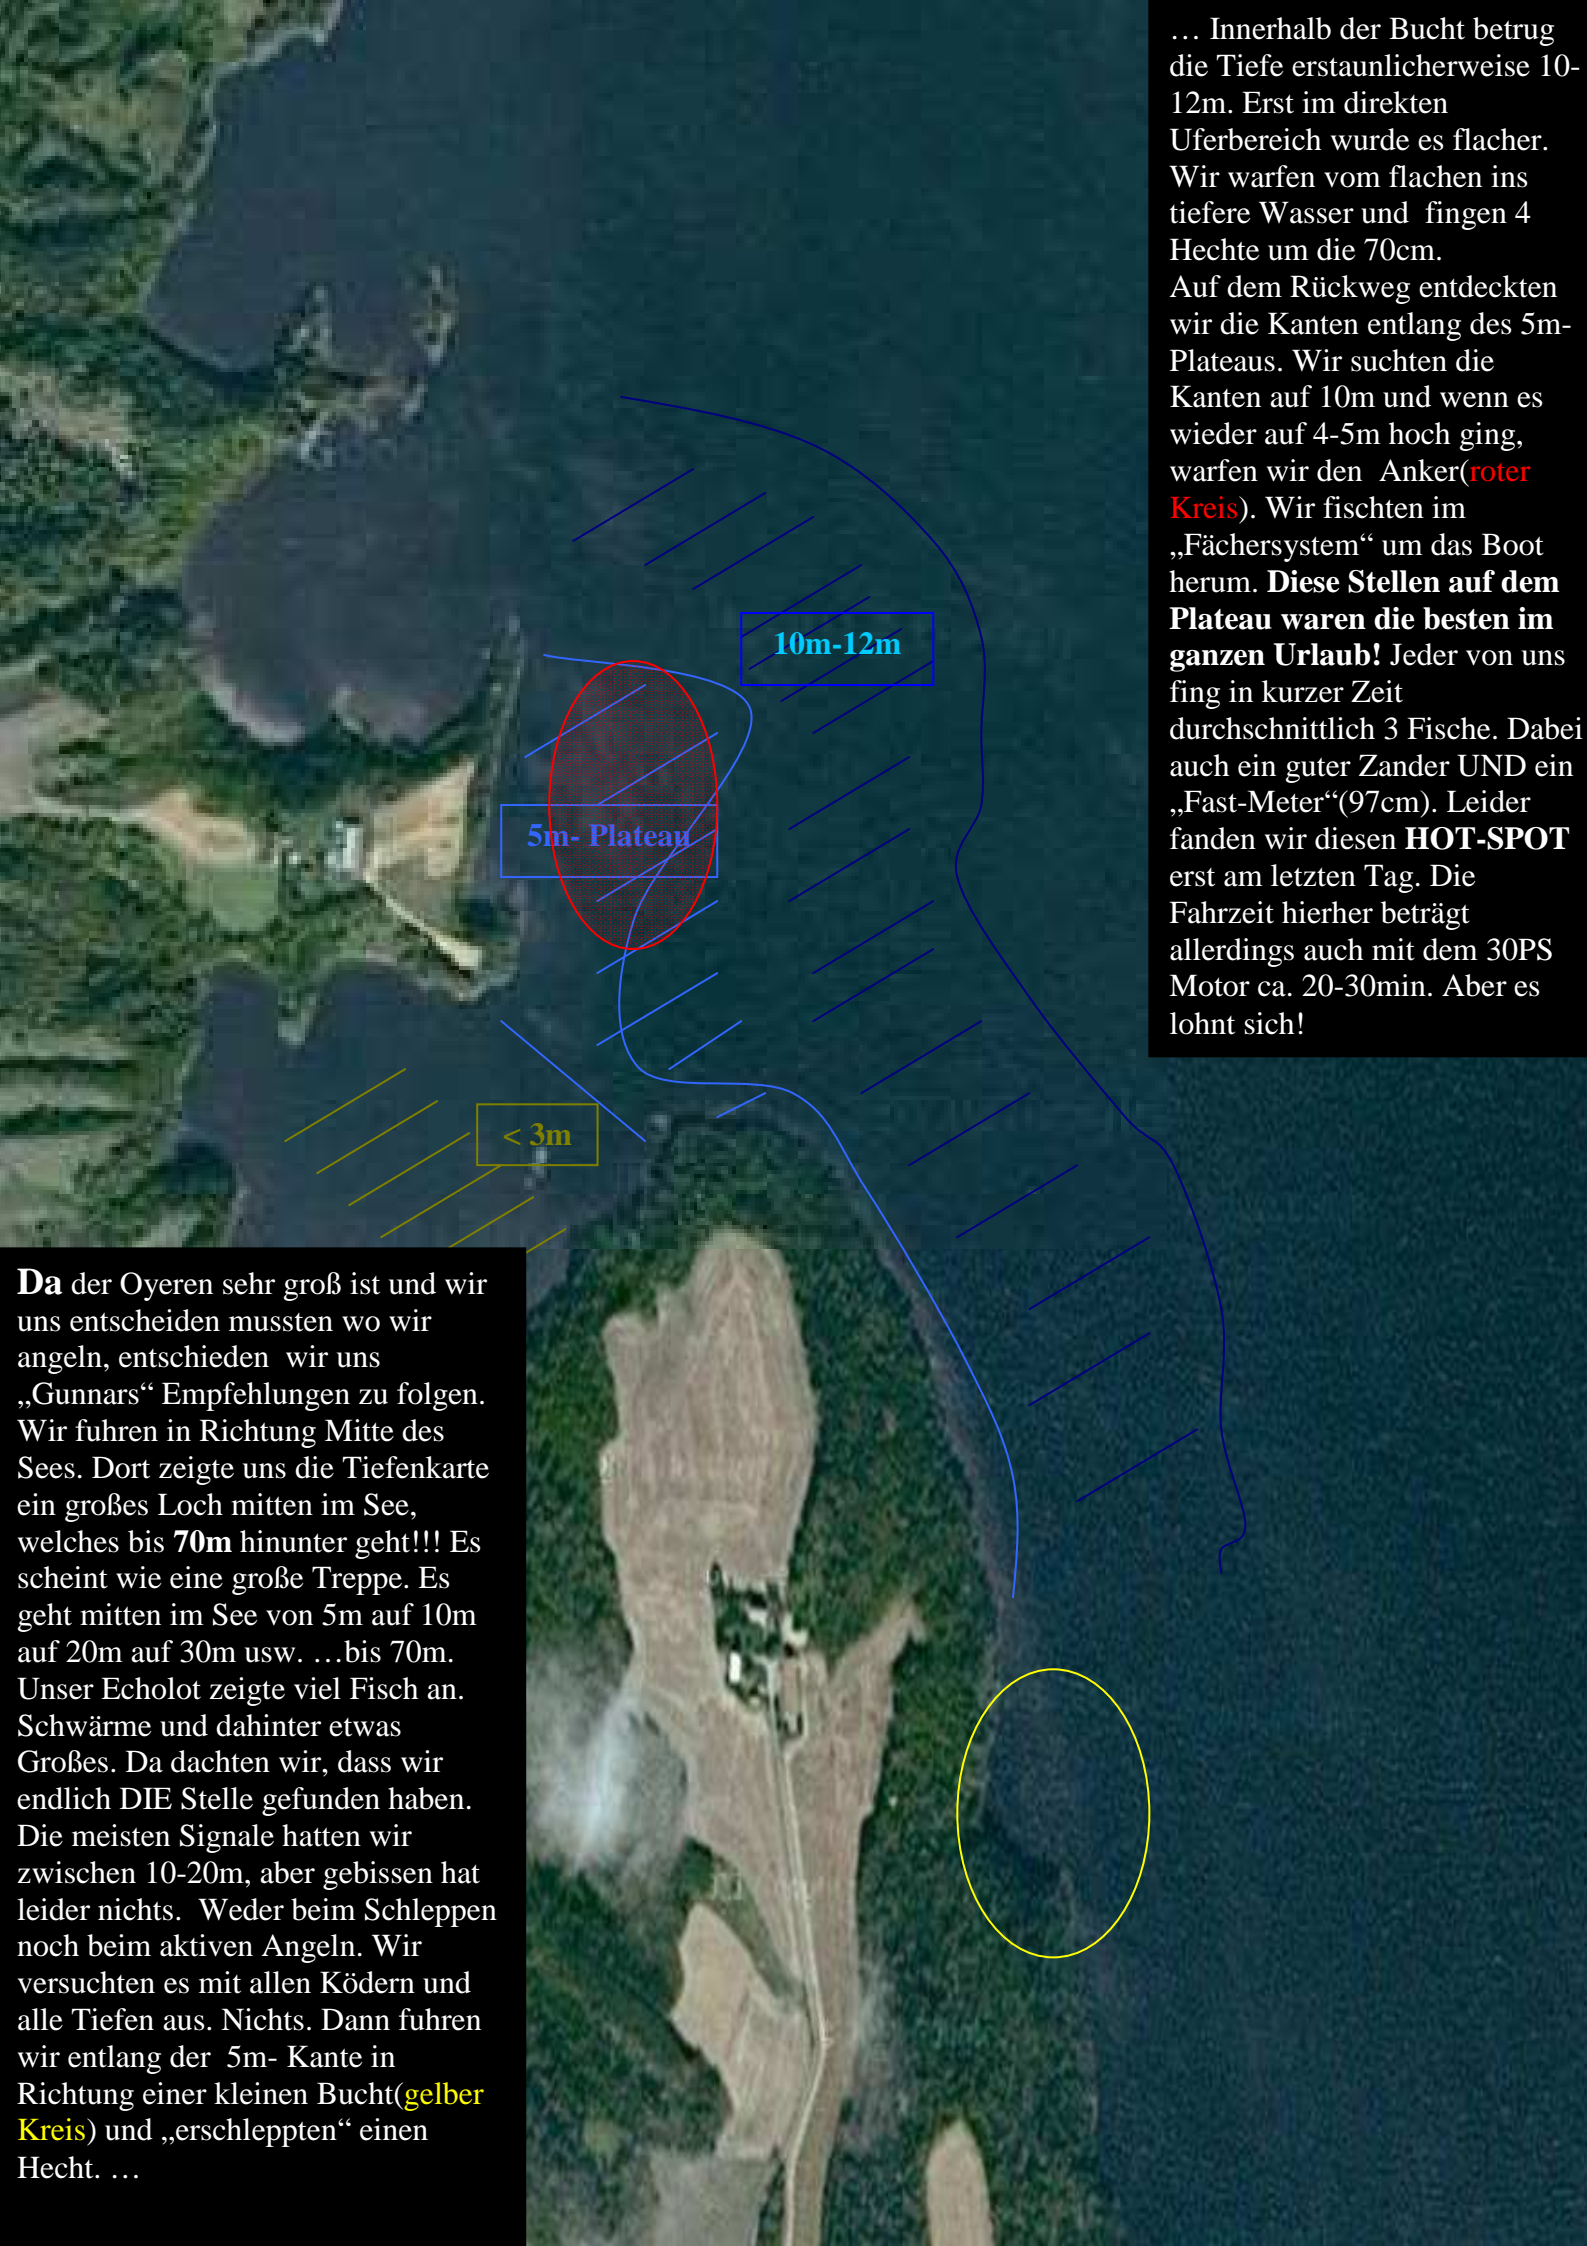 … Innerhalb der Bucht betrug
die Tiefe erstaunlicherweise 10-
12m. Erst im direkten
Uferbereich wurde es flacher.
Wir warfen vom flachen ins
tiefere Wasser und  fingen 4
Hechte um die 70cm.
Auf dem Rückweg entdeckten
wir die Kanten entlang des 5m-
Plateaus. Wir suchten die
Kanten auf 10m und wenn es
wieder auf 4-5m hoch ging,
warfen wir den  Anker(roter
Kreis). Wir fischten im
„Fächersystem“ um das Boot
herum. Diese Stellen auf dem
Plateau waren die besten im
ganzen Urlaub! Jeder von uns
fing in kurzer Zeit
durchschnittlich 3 Fische. Dabei
auch ein guter Zander UND ein
„Fast-Meter“(97cm). Leider
fanden wir diesen HOT-SPOT
erst am letzten Tag. Die
Fahrzeit hierher beträgt
allerdings auch mit dem 30PS
Motor ca. 20-30min. Aber es
lohnt sich!
10m-12m
5m- Plateau
< 3m
Da der Oyeren sehr groß ist und wir
uns entscheiden mussten wo wir
angeln, entschieden  wir uns
„Gunnars“ Empfehlungen zu folgen.
Wir fuhren in Richtung Mitte des
Sees. Dort zeigte uns die Tiefenkarte
ein großes Loch mitten im See,
welches bis 70m hinunter geht!!! Es
scheint wie eine große Treppe. Es
geht mitten im See von 5m auf 10m
auf 20m auf 30m usw. …bis 70m.
Unser Echolot zeigte viel Fisch an.
Schwärme und dahinter etwas
Großes. Da dachten wir, dass wir
endlich DIE Stelle gefunden haben.
Die meisten Signale hatten wir
zwischen 10-20m, aber gebissen hat
leider nichts.  Weder beim Schleppen
noch beim aktiven Angeln. Wir
versuchten es mit allen Ködern und
alle Tiefen aus. Nichts. Dann fuhren
wir entlang der  5m- Kante in
Richtung einer kleinen Bucht(gelber
Kreis) und „erschleppten“ einen
Hecht. …